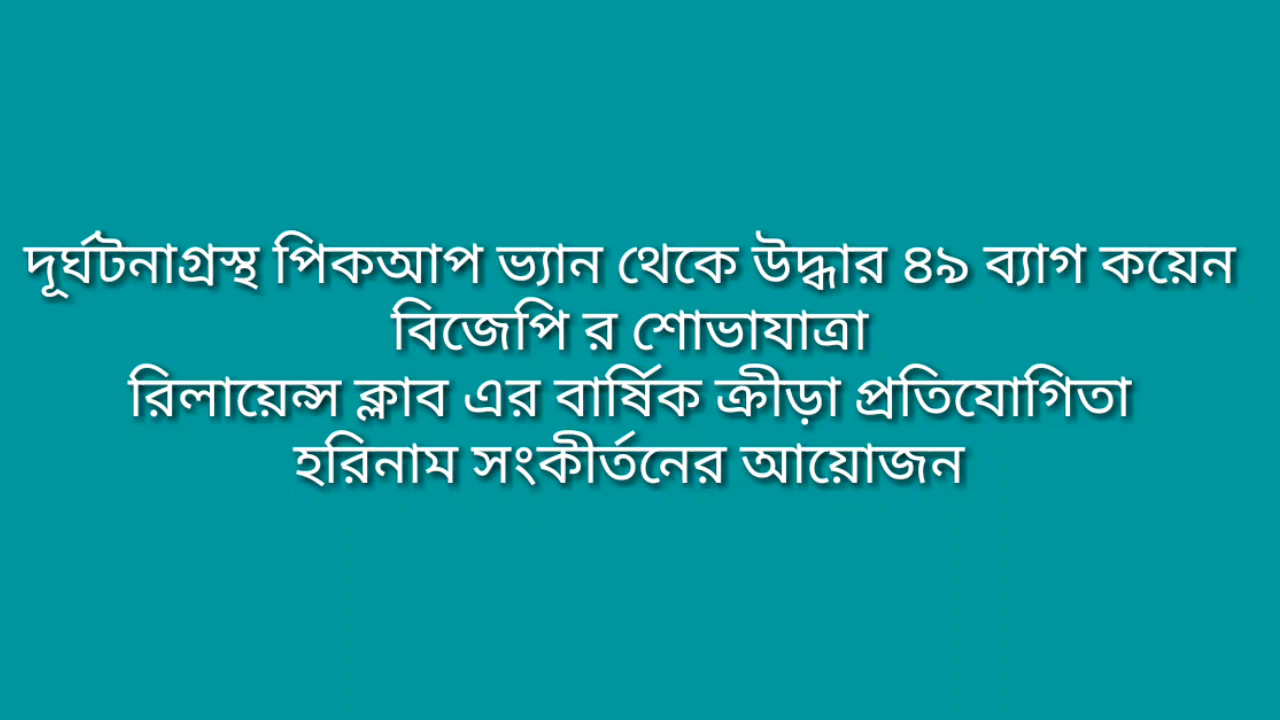 দূর্ঘটনাগ্রস্থ পিকআপ ভ্যান থেকে উদ্ধার ৪৯ ব্যাগ কয়েন
বিজেপি র শোভাযাত্রা
রিলায়েন্স ক্লাব এর বার্ষিক ক্রীড়া প্রতিযোগিতা
হরিনাম সংকীর্তনের আয়োজন